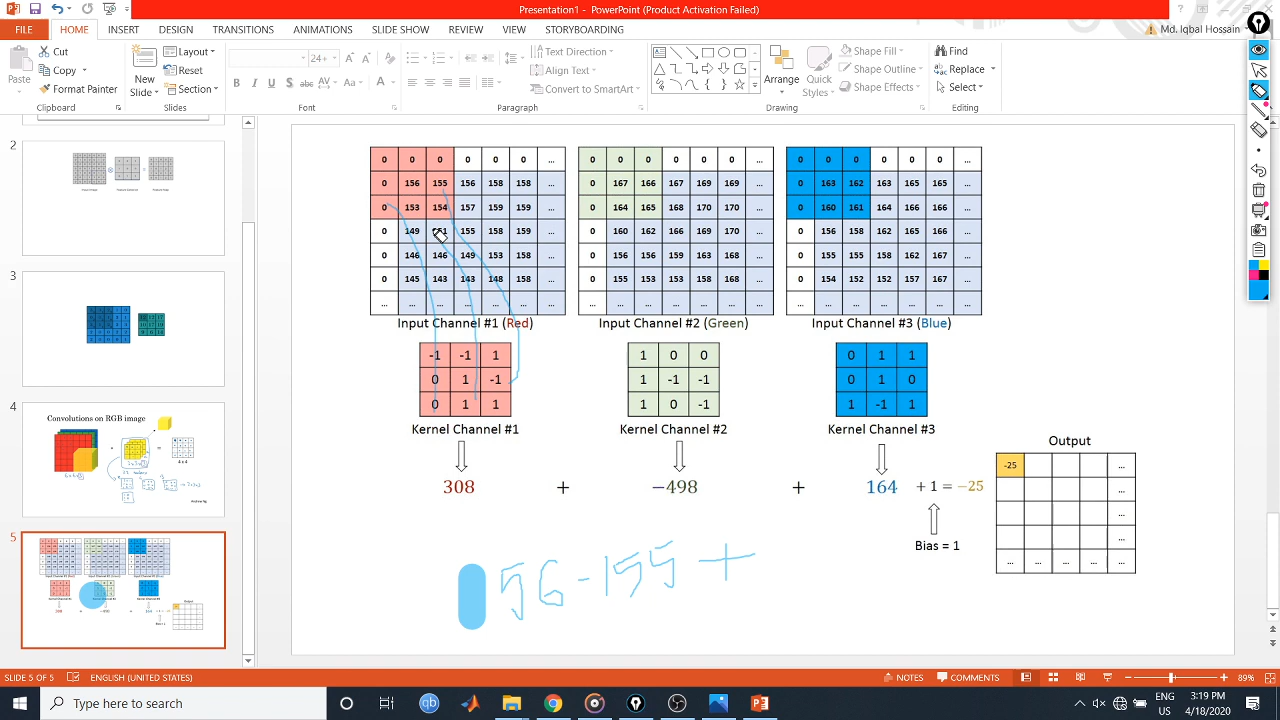 Presentation1 - PowerPoint (Product Activation Failed)
FILE HOME INSERT DESIGN TRANSITIONS ANIMATIONS SLIDE SHOW REVIEW VIEW STORYBOARDING Md. Iqbal Hossain
Paste Cut Copy Format Painter
Clipboard
New Slide Layout Reset Section
Slides
24
B I U S abc AV Aa A
Font
Text Direction Align Text Convert to SmartArt
Paragraph
Arrange Quick Styles Shape Fill Shape Outline Shape Effects
Drawing
Find Replace Select
Editing
2
3
4
Convolutions on RGB image
5
0 0 0 0 0 0 ...
0 156 155 156 158 158 ...
0 153 154 157 159 159 ...
0 149 151 155 158 159 ...
0 146 146 149 153 158 ...
0 145 143 143 148 158 ...
... ... ... ... ... ... ...
Input Channel #1 (Red)
0 0 0 0 0 0 ...
0 167 166 167 169 169 ...
0 164 165 168 170 170 ...
0 160 162 166 169 170 ...
0 156 156 159 163 168 ...
0 155 153 153 158 168 ...
... ... ... ... ... ... ...
Input Channel #2 (Green)
0 0 0 0 0 0 ...
0 163 162 163 165 165 ...
0 160 161 164 166 166 ...
0 156 158 162 165 166 ...
0 155 155 158 162 167 ...
0 154 152 152 157 167 ...
... ... ... ... ... ... ...
Input Channel #3 (Blue)
-1 -1 1
0 1 -1
0 1 1
Kernel Channel #1
1 0 0
1 -1 -1
1 0 -1
Kernel Channel #2
0 1 1
0 1 0
1 -1 1
Kernel Channel #3
308 + −498 + 164 + 1 = −25
Bias = 1
Output
-25 ...
...
...
...
... ... ... ... ...
56-155 +
SLIDE 5 OF 5 ENGLISH (UNITED STATES) NOTES COMMENTS 89%
Type here to search
ENG
US
3:19 PM
4/18/2020